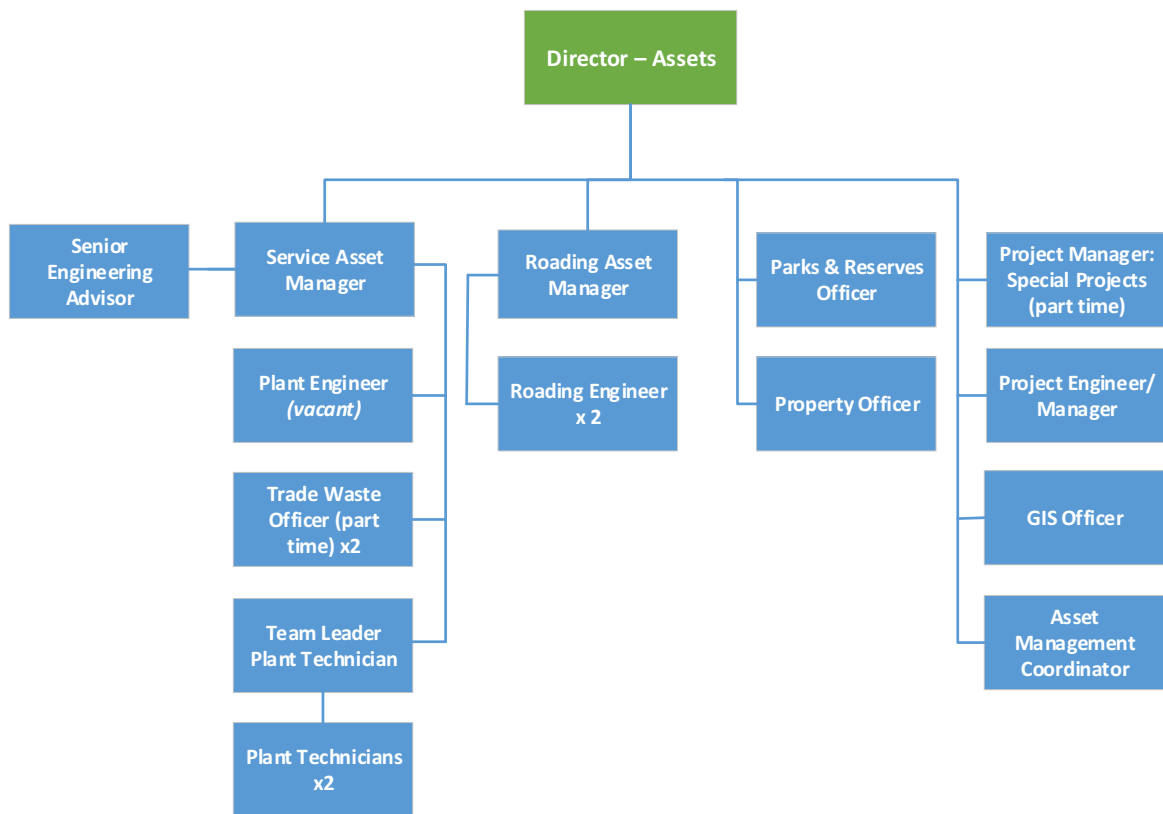 Director – Assets
Senior
Engineering
Advisor
Service Asset
Manager
Roading Asset
Manager
Parks & Reserves
Officer
Project Manager:
Special Projects
(part time)
Plant Engineer
(vacant)
Roading Engineer
x 2
Property Officer
Project Engineer/
Manager
Trade Waste
Officer (part
time) x2
GIS Officer
Team Leader
Plant Technician
Asset
Management
Coordinator
Plant Technicians
x2